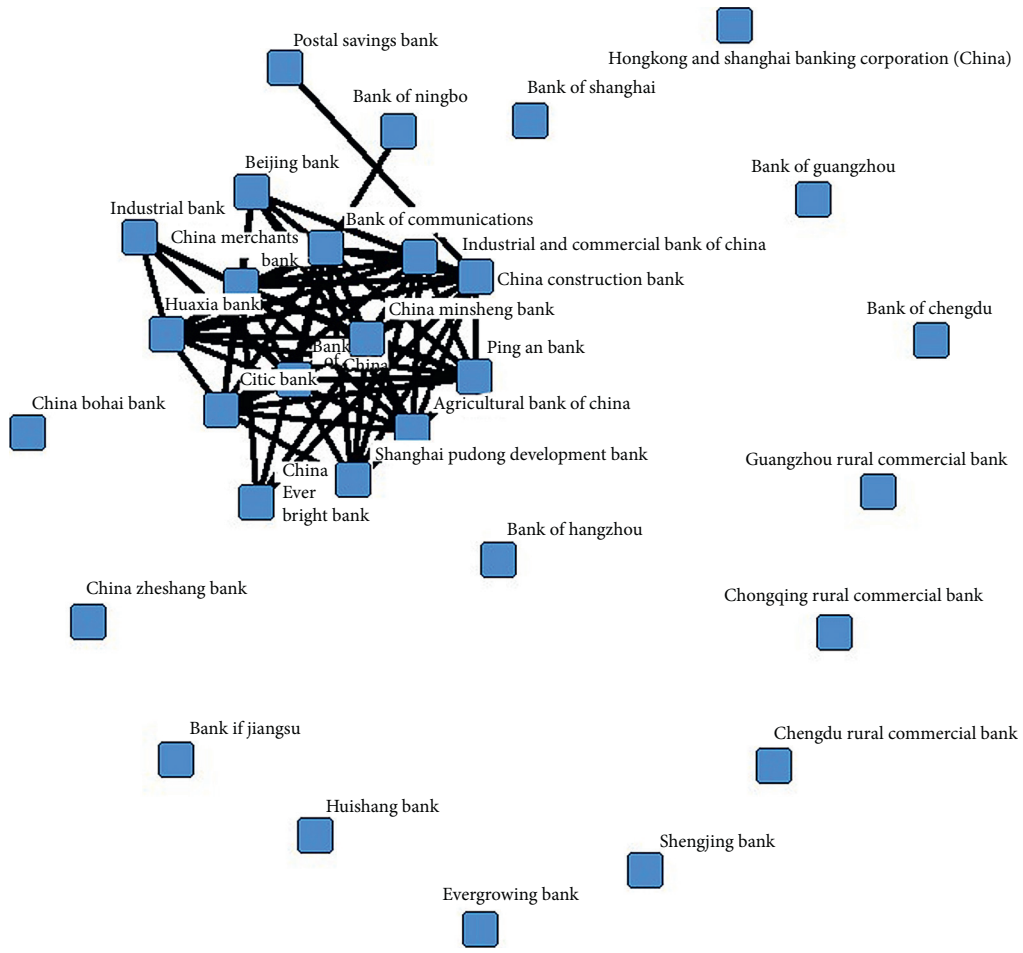 Postal savings bank
Hongkong and shanghai banking corporation (China)
Bank of shanghai
Bank of ningbo
Beijing bank
Bank of guangzhou
Industrial bank
Bank of communications
China merchants
bank
Industrial and commercial bank of china
China construction bank
Huaxia bank
China minsheng bank
Bank of chengdu
Bank
of China
Ping an bank
Citic bank
China bohai bank
Agricultural bank of china
Shanghai pudong development bank
Guangzhou rural commercial bank
China
Ever
bright bank
Bank of hangzhou
China zheshang bank
Chongqing rural commercial bank
Bank if jiangsu
Chengdu rural commercial bank
Huishang bank
Shengjing bank
Evergrowing bank